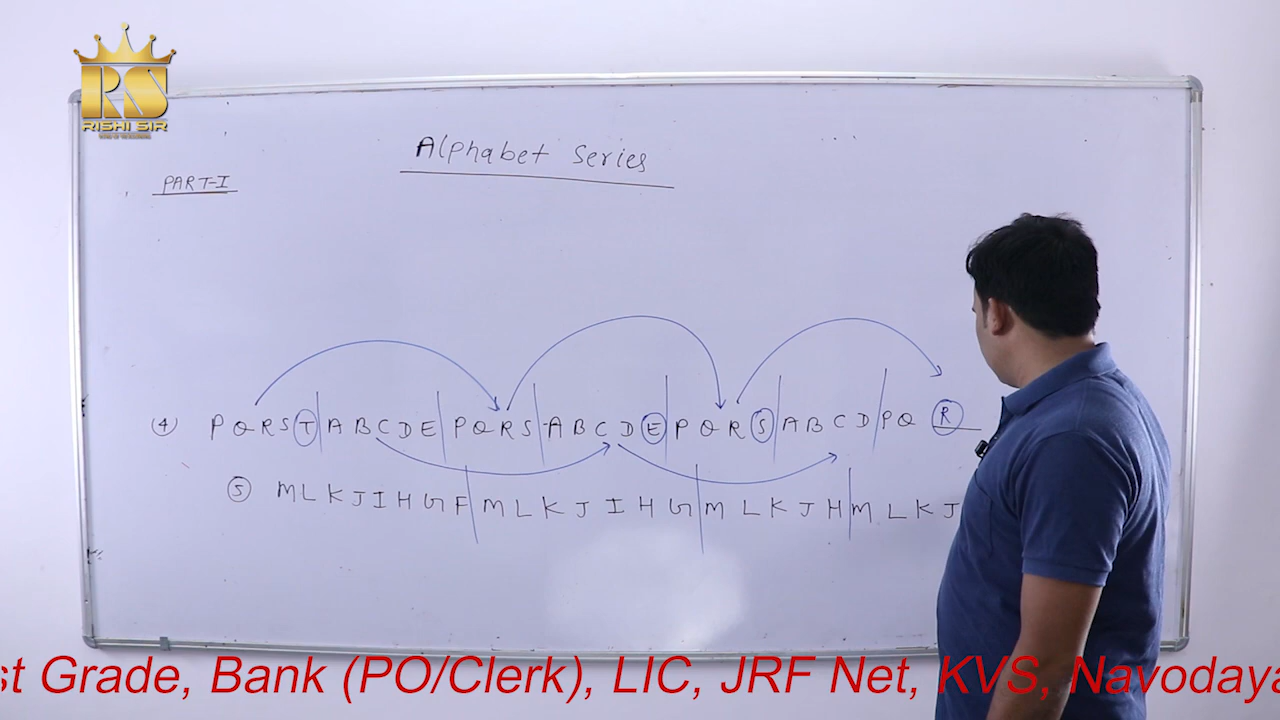 RS
RISHI SIR
Alphabet Series
PART-I
(4) P Q R S T | A B C D E | P Q R S | A B C D E | P Q R S | A B C D | P Q R
(5) M L K J I H G F | M L K J I H G | M L K J H | M L K J
st Grade, Bank (PO/Clerk), LIC, JRF Net, KVS, Navodaya